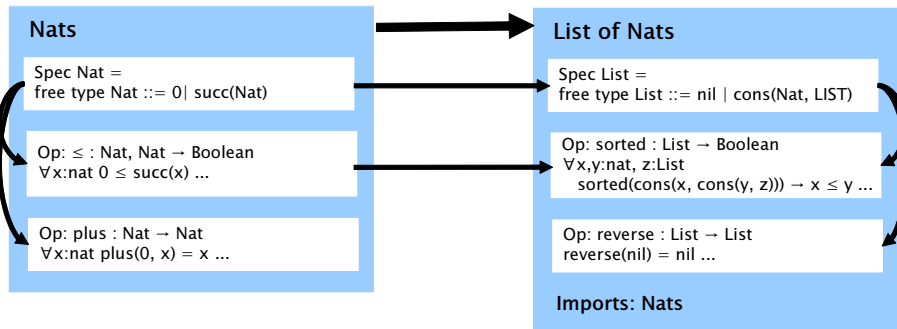 Nats
Spec Nat =
free type Nat ::= 0| succ(Nat)
Op: ≤ : Nat, Nat → Boolean
∀x:nat 0 ≤ succ(x) ...
Op: plus : Nat → Nat
∀x:nat plus(0, x) = x ...
List of Nats
Spec List =
free type List ::= nil | cons(Nat, LIST)
Op: sorted : List → Boolean
∀x,y:nat, z:List
sorted(cons(x, cons(y, z))) → x ≤ y ...
Op: reverse : List → List
reverse(nil) = nil ...
Imports: Nats